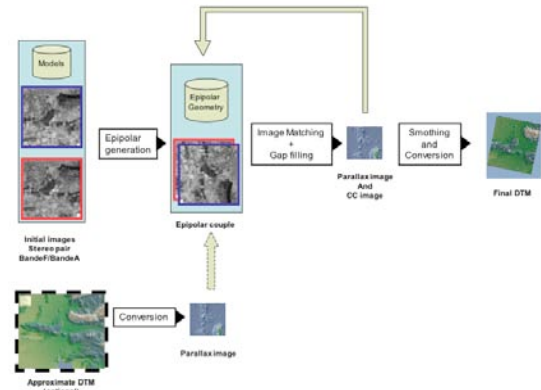 Models
Initial images
Stereo pair
BandeF/BandeA
Epipolar
generation
Epipolar
Geometry
Epipolar couple
Image Matching
+
Gap filling
Parallax image
And
CC image
Smothing
and
Conversion
Final DTM
Conversion
Parallax image
Approximate DTM